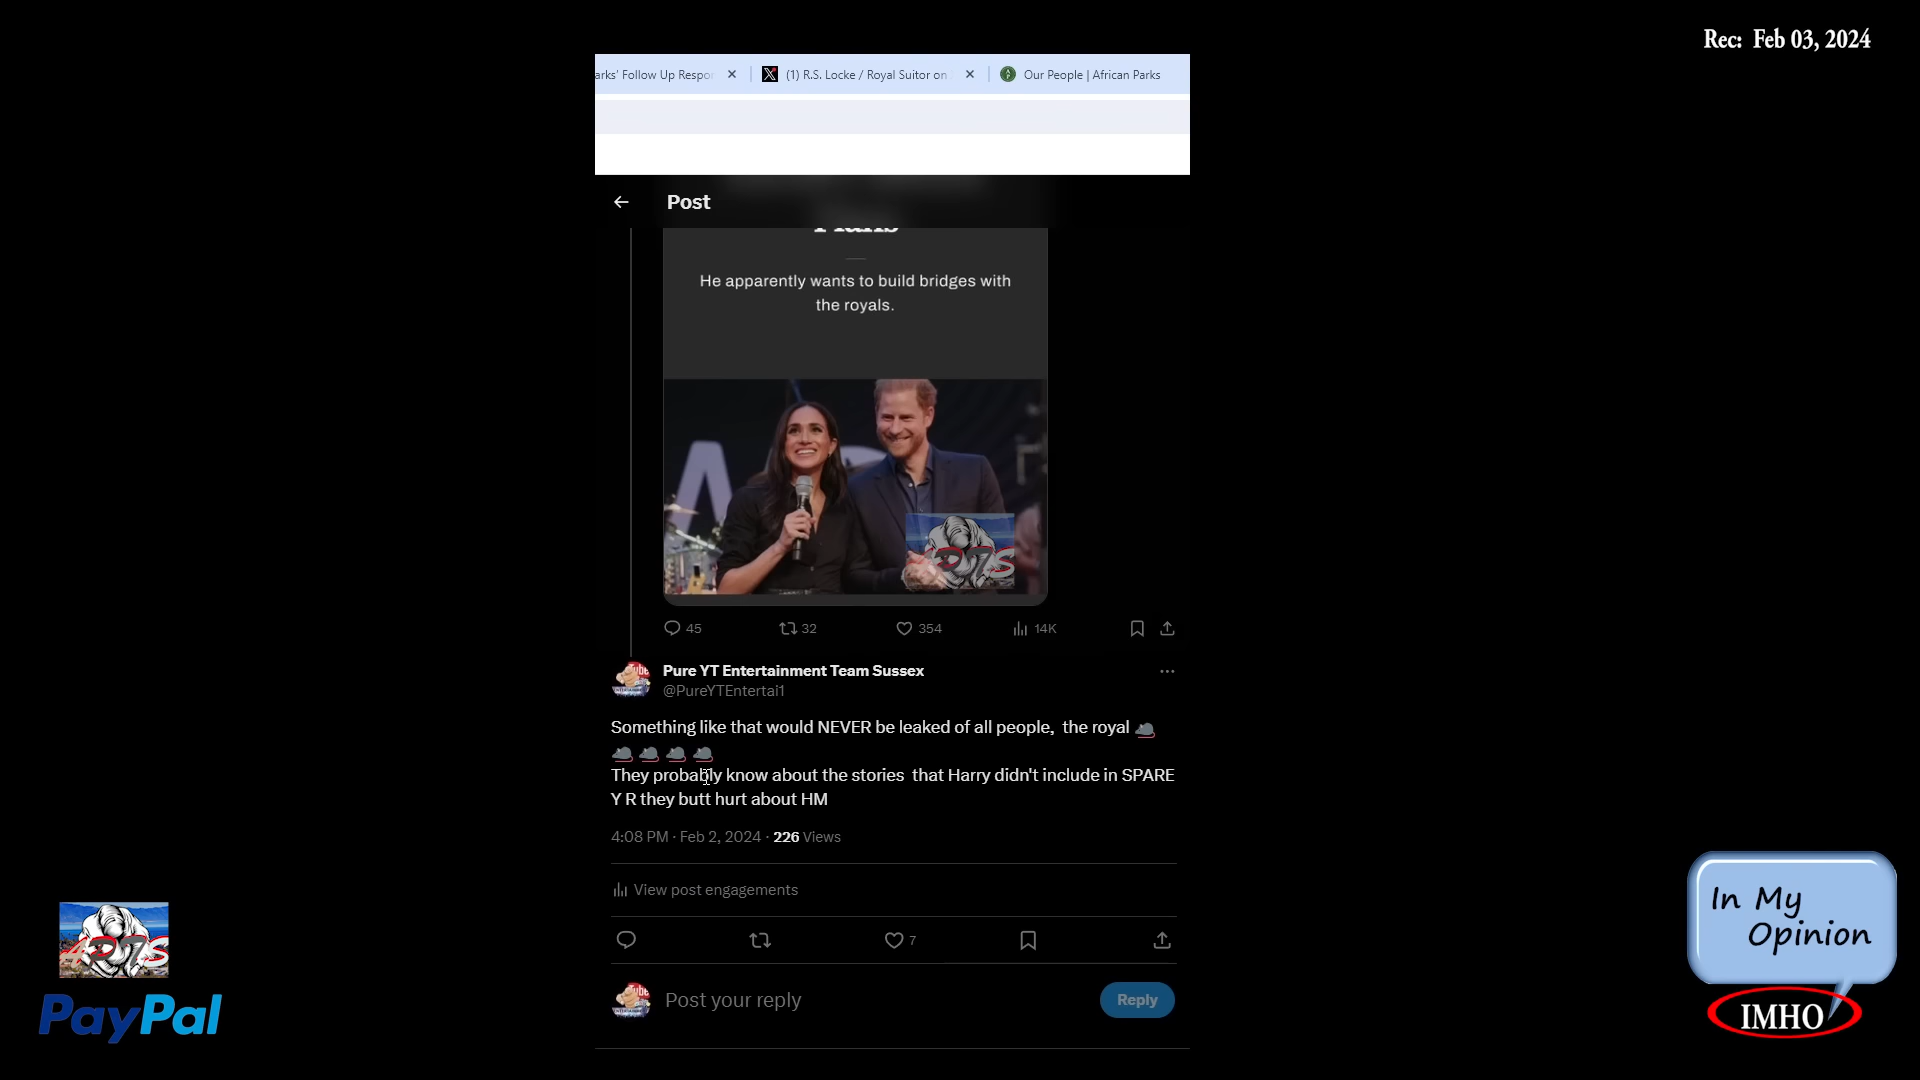 Rec: Feb 03, 2024
arks' Follow Up Respo
(1) R.S. Locke / Royal Suitor on
Our People | African Parks
Post
Plans
He apparently wants to build bridges with
the royals.
45 32 354 14K
Pure YT Entertainment Team Sussex
@PureYTEntertai1
Something like that would NEVER be leaked of all people, the royal 🐀
🐀 🐀 🐀 🐀
They probably know about the stories that Harry didn't include in SPARE
Y R they butt hurt about HM
4:08 PM · Feb 2, 2024 · 226 Views
View post engagements
7
Post your reply
Reply
PayPal
In My
Opinion
IMHO